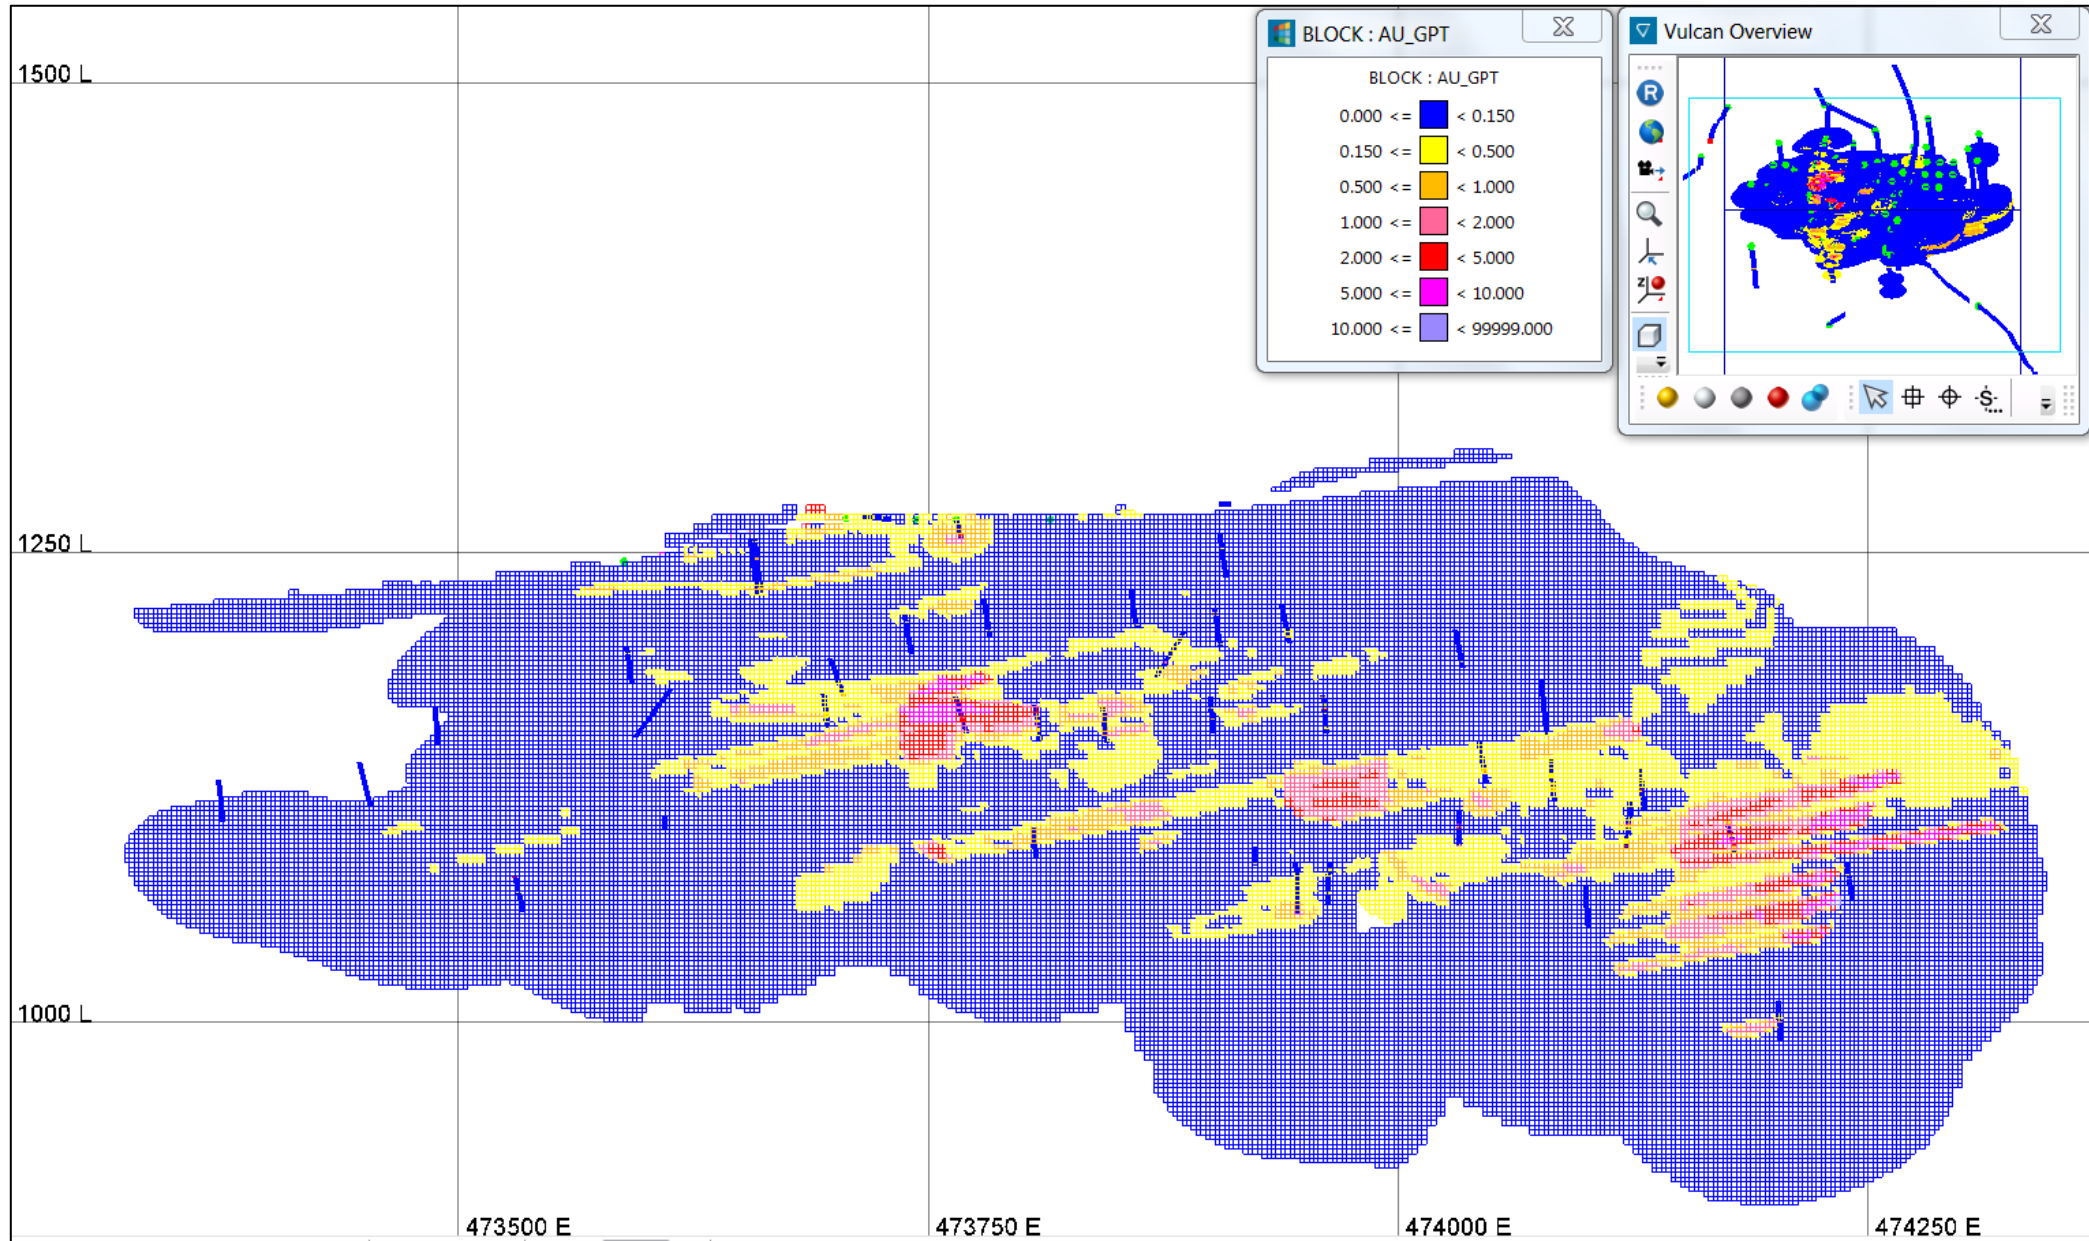 1500 L
1250 L
1000 L
473500 E
473750 E
474000 E
474250 E
BLOCK : AU_GPT
BLOCK : AU_GPT
0.000 <= < 0.150
0.150 <= < 0.500
0.500 <= < 1.000
1.000 <= < 2.000
2.000 <= < 5.000
5.000 <= < 10.000
10.000 <= < 99999.000
Vulcan Overview
R
Z
S